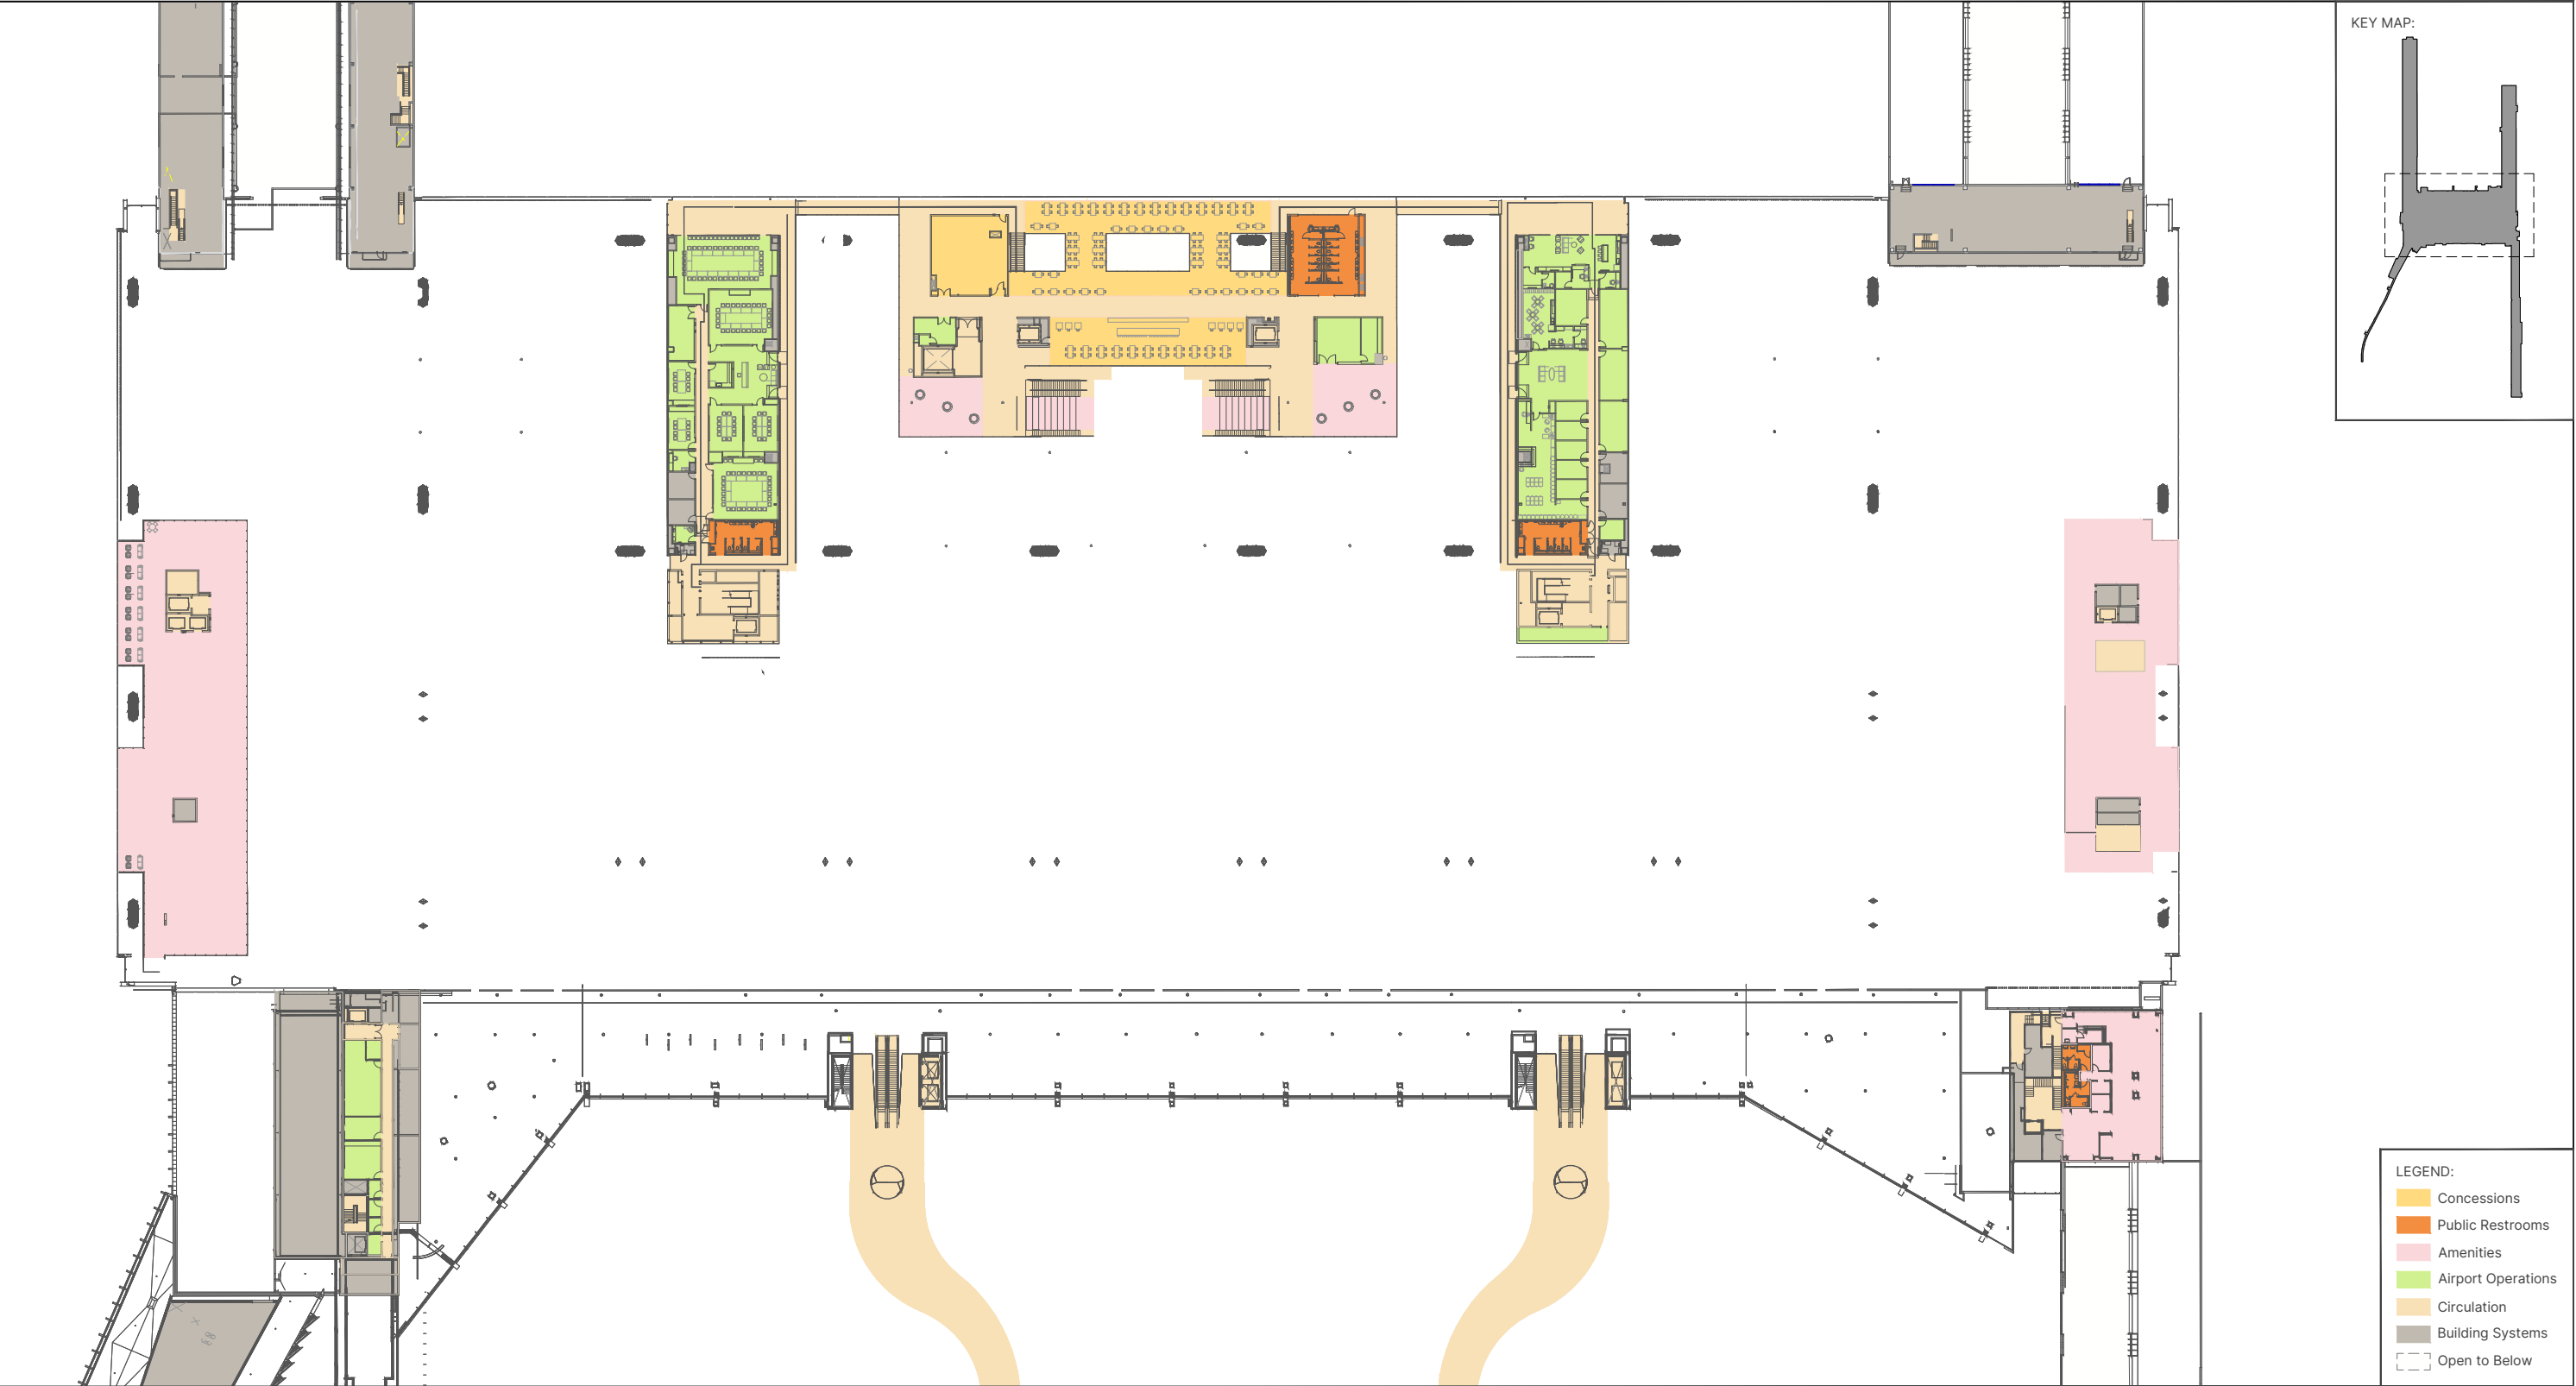 KEY MAP:
LEGEND:
Concessions
Public Restrooms
Amenities
Airport Operations
Circulation
Building Systems
Open to Below